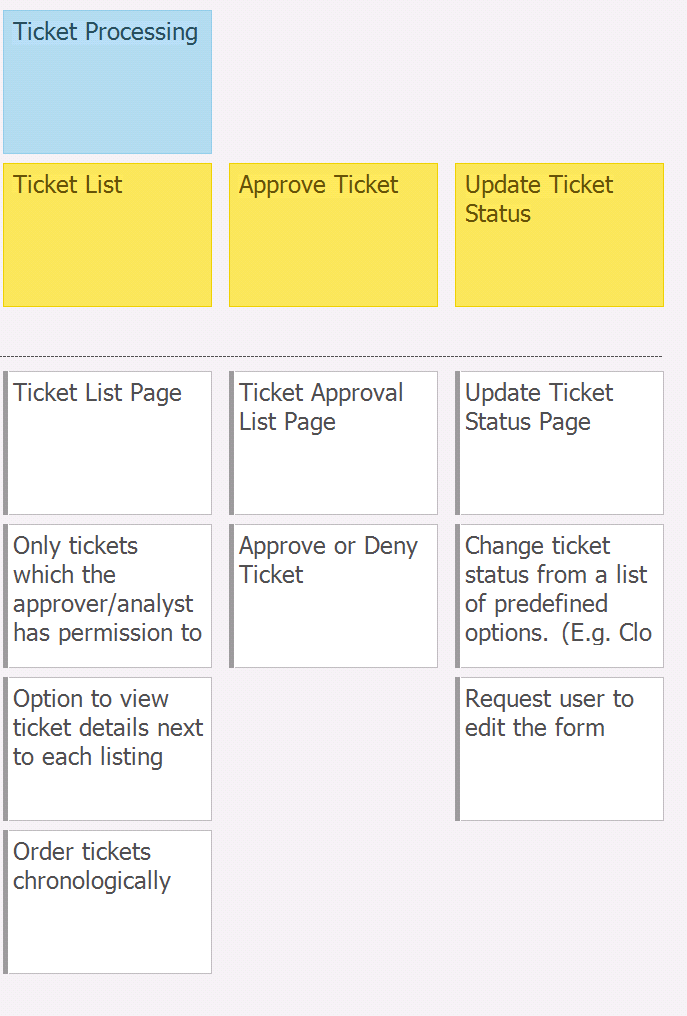 Ticket Processing
Ticket List
Approve Ticket
Update Ticket
Status
Ticket List Page
Ticket Approval
List Page
Update Ticket
Status Page
Only tickets
which the
approver/analyst
has permission to
Approve or Deny
Ticket
Change ticket
status from a list
of predefined
options.  (E.g. Clo
Option to view
ticket details next
to each listing
Request user to
edit the form
Order tickets
chronologically